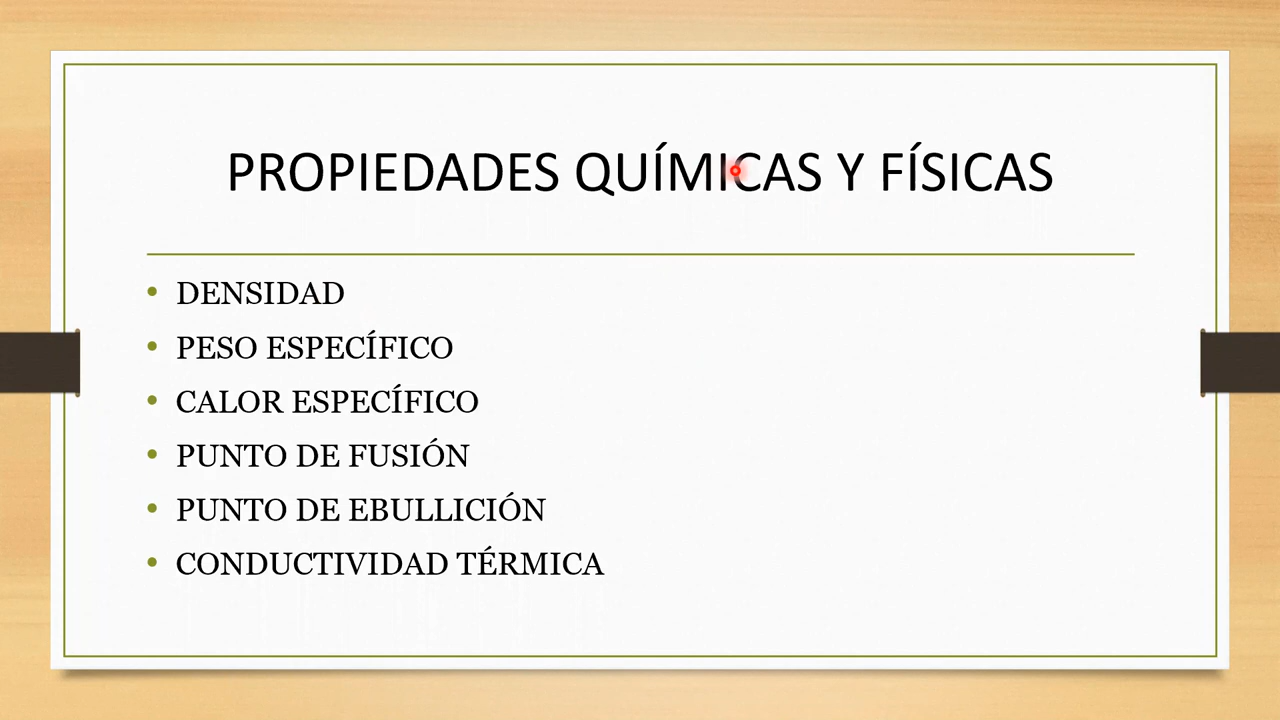 PROPIEDADES QUÍMICAS Y FÍSICAS
• DENSIDAD
• PESO ESPECÍFICO
• CALOR ESPECÍFICO
• PUNTO DE FUSIÓN
• PUNTO DE EBULLICIÓN
• CONDUCTIVIDAD TÉRMICA